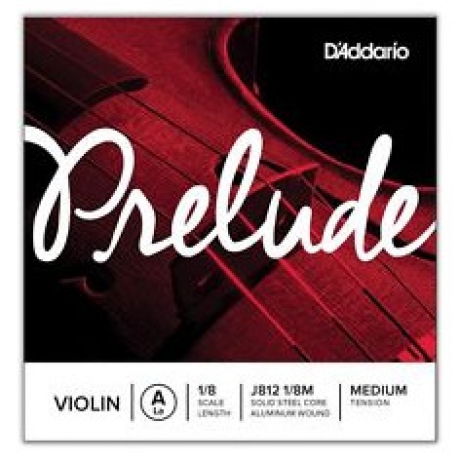 D'Addario
Prelude
VIOLIN
A
La
1/8
SCALE
LENGTH
J812 1/8M
SOLID STEEL CORE
ALUMINUM WOUND
MEDIUM
TENSION